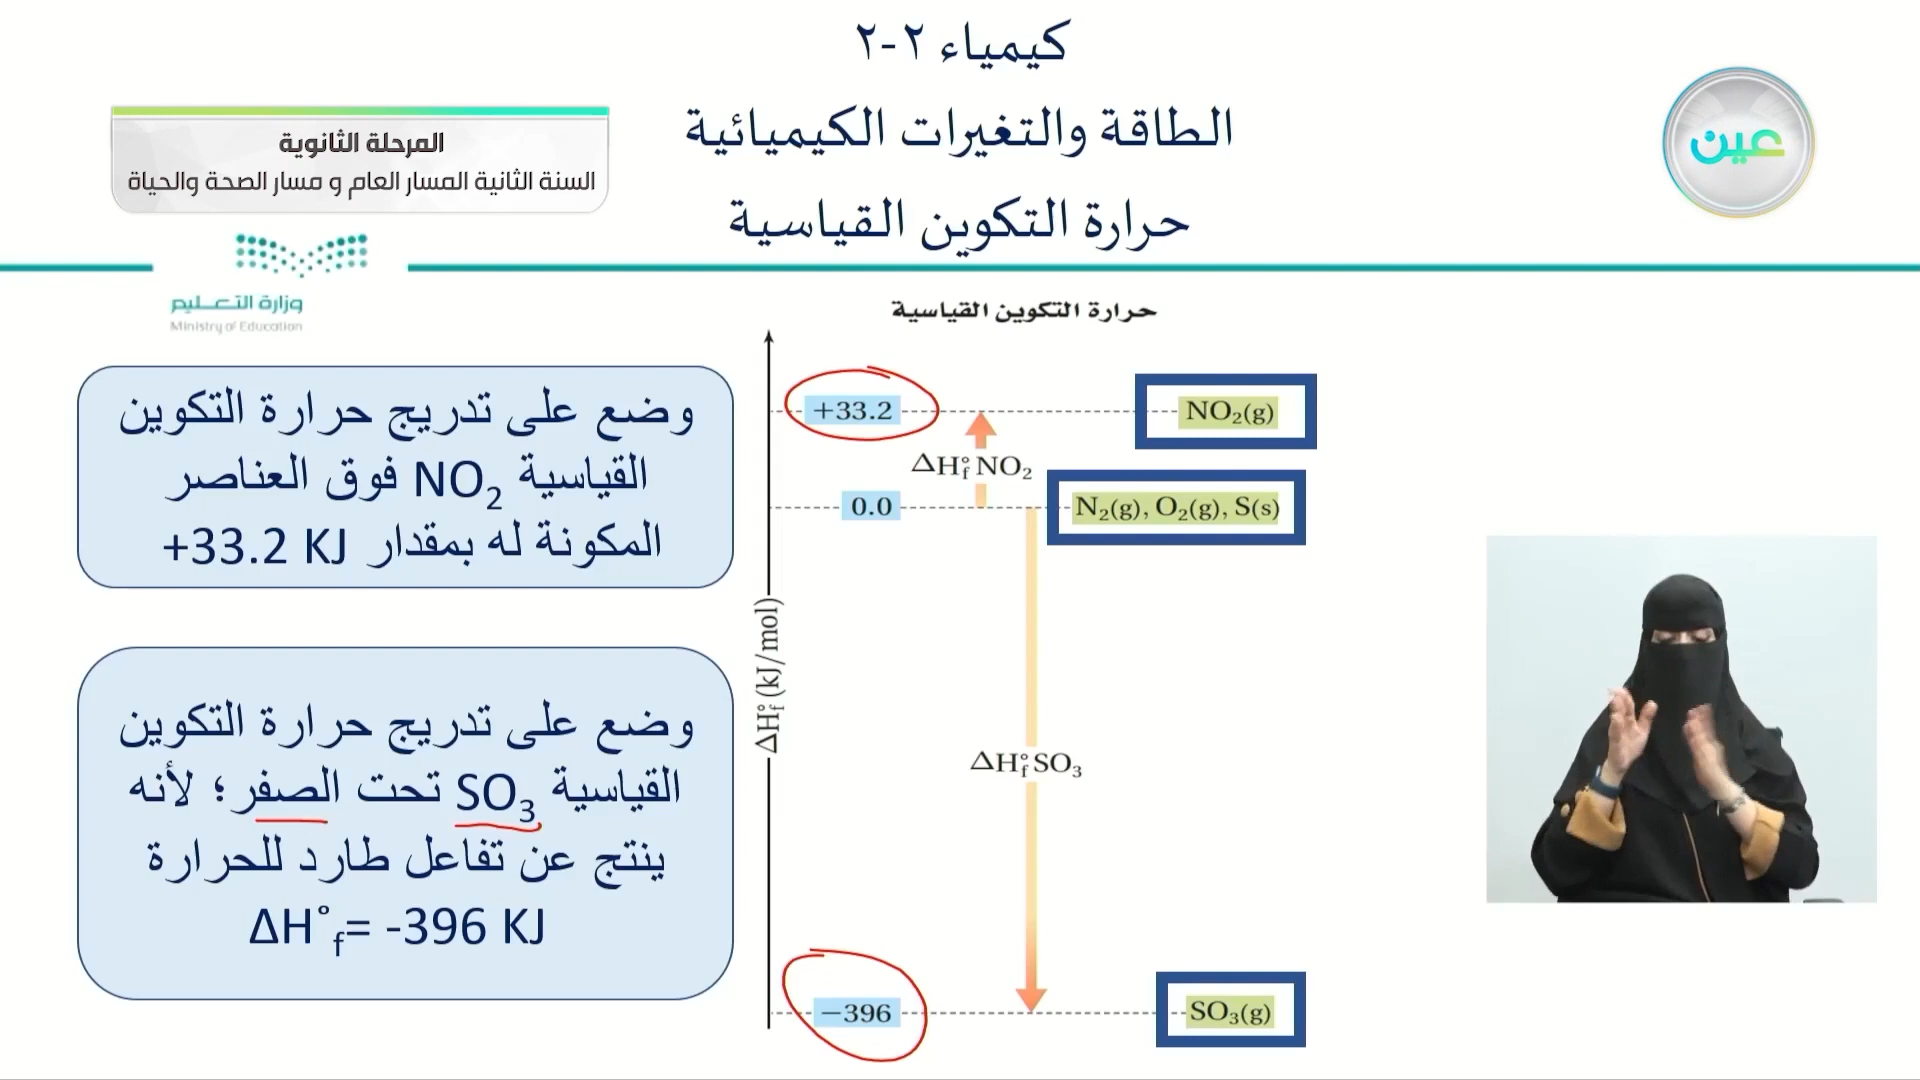 كيمياء ٢-٢
الطاقة والتغيرات الكيميائية
حرارة التكوين القياسية
المرحلة الثانوية
السنة الثانية المسار العام و مسار الصحة والحياة
عين
وزارة التعليم
Ministry of Education
حرارة التكوين القياسية
وضع على تدريج حرارة التكوين
القياسية NO₂ فوق العناصر
المكونة له بمقدار +33.2 KJ
وضع على تدريج حرارة التكوين
القياسية SO₃ تحت الصفر؛ لأنه
ينتج عن تفاعل طارد للحرارة
ΔH°f= -396 KJ
ΔH°f (kJ/mol)
+33.2
NO₂(g)
ΔH°f NO₂
0.0
N₂(g), O₂(g), S(s)
ΔH°f SO₃
−396
SO₃(g)